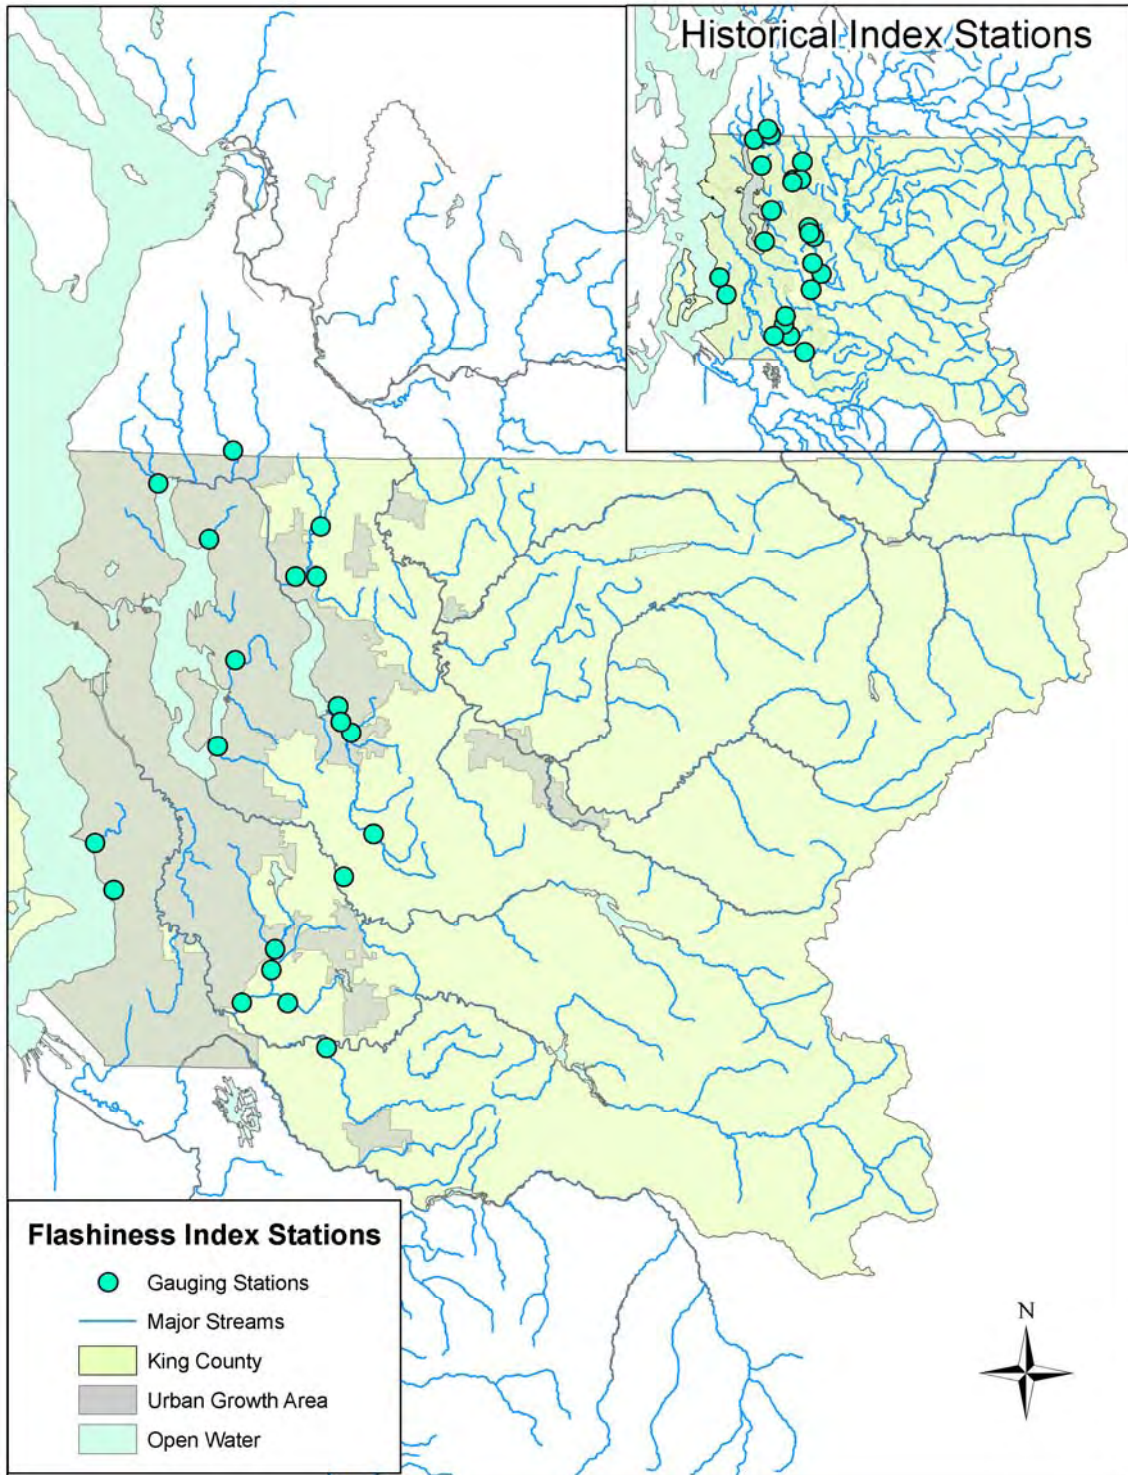 Historical Index Stations
Flashiness Index Stations
Gauging Stations
Major Streams
King County
Urban Growth Area
Open Water
N